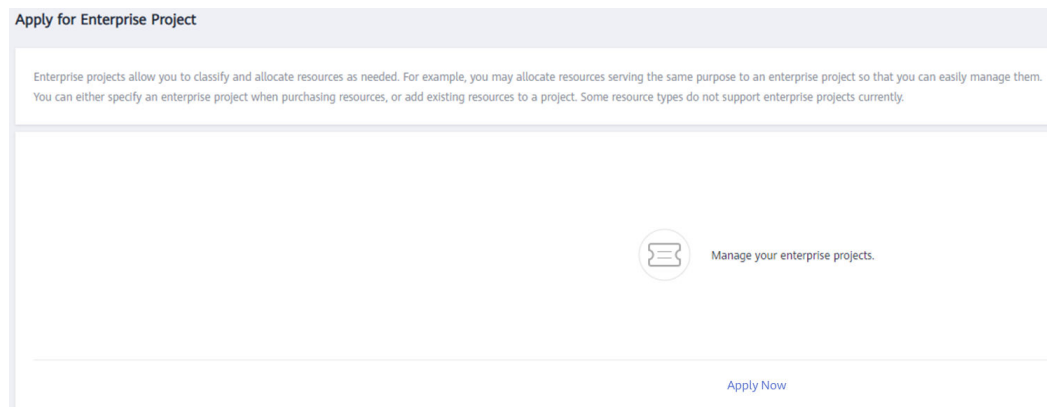 Apply for Enterprise Project
Enterprise projects allow you to classify and allocate resources as needed. For example, you may allocate resources serving the same purpose to an enterprise project so that you can easily manage them.
You can either specify an enterprise project when purchasing resources, or add existing resources to a project. Some resource types do not support enterprise projects currently.
Manage your enterprise projects.
Apply Now